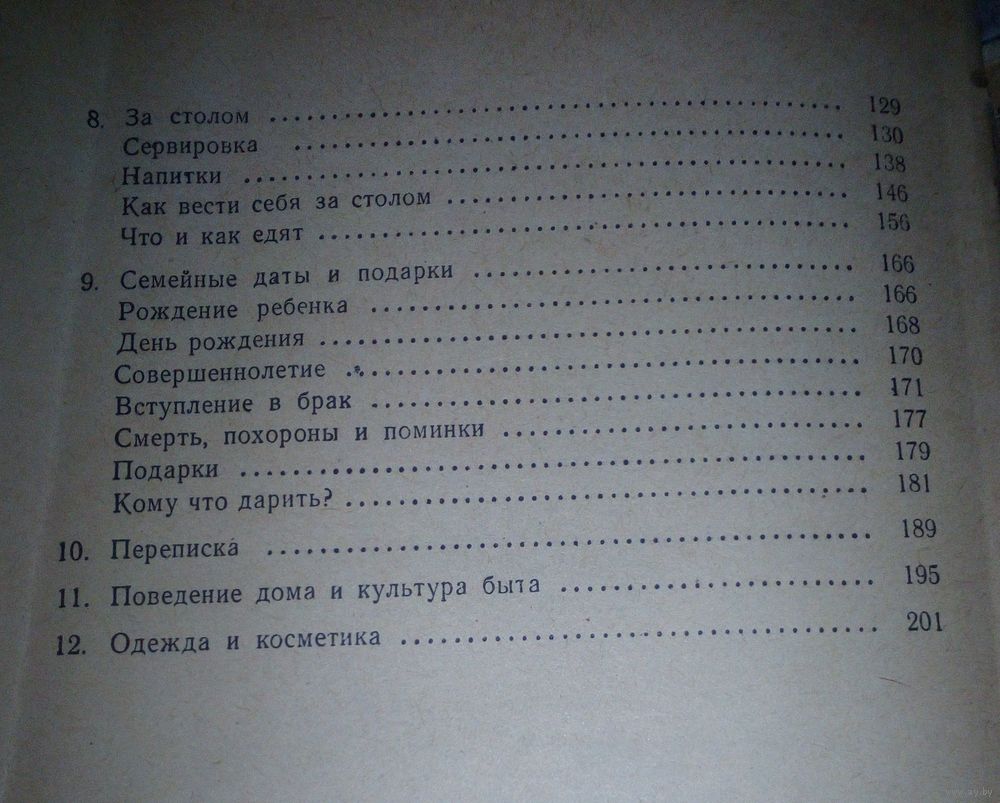 8. За столом .......... 129
Сервировка .......... 130
Напитки .......... 138
Как вести себя за столом .......... 146
Что и как едят .......... 156
9. Семейные даты и подарки .......... 166
Рождение ребенка .......... 166
День рождения .......... 168
Совершеннолетие .......... 170
Вступление в брак .......... 171
Смерть, похороны и поминки .......... 177
Подарки .......... 179
Кому что дарить? .......... 181
10. Переписка .......... 189
11. Поведение дома и культура быта .......... 195
12. Одежда и косметика .......... 201
www.ay.by